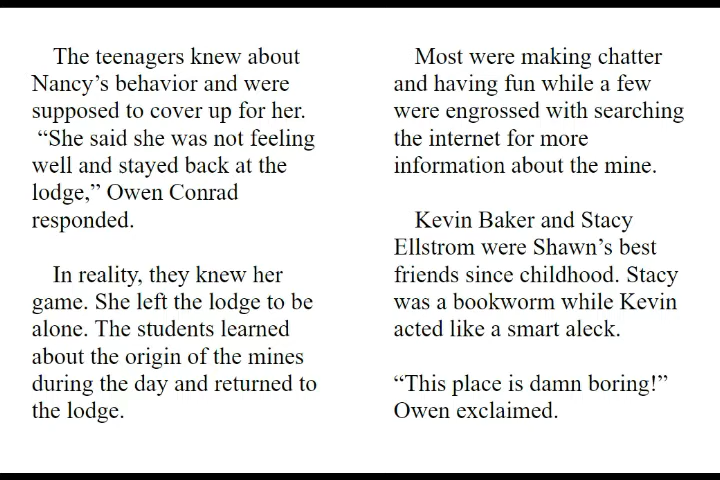 The teenagers knew about
Nancy’s behavior and were
supposed to cover up for her.
“She said she was not feeling
well and stayed back at the
lodge,” Owen Conrad
responded.
In reality, they knew her
game. She left the lodge to be
alone. The students learned
about the origin of the mines
during the day and returned to
the lodge.
Most were making chatter
and having fun while a few
were engrossed with searching
the internet for more
information about the mine.
Kevin Baker and Stacy
Ellstrom were Shawn’s best
friends since childhood. Stacy
was a bookworm while Kevin
acted like a smart aleck.
“This place is damn boring!”
Owen exclaimed.